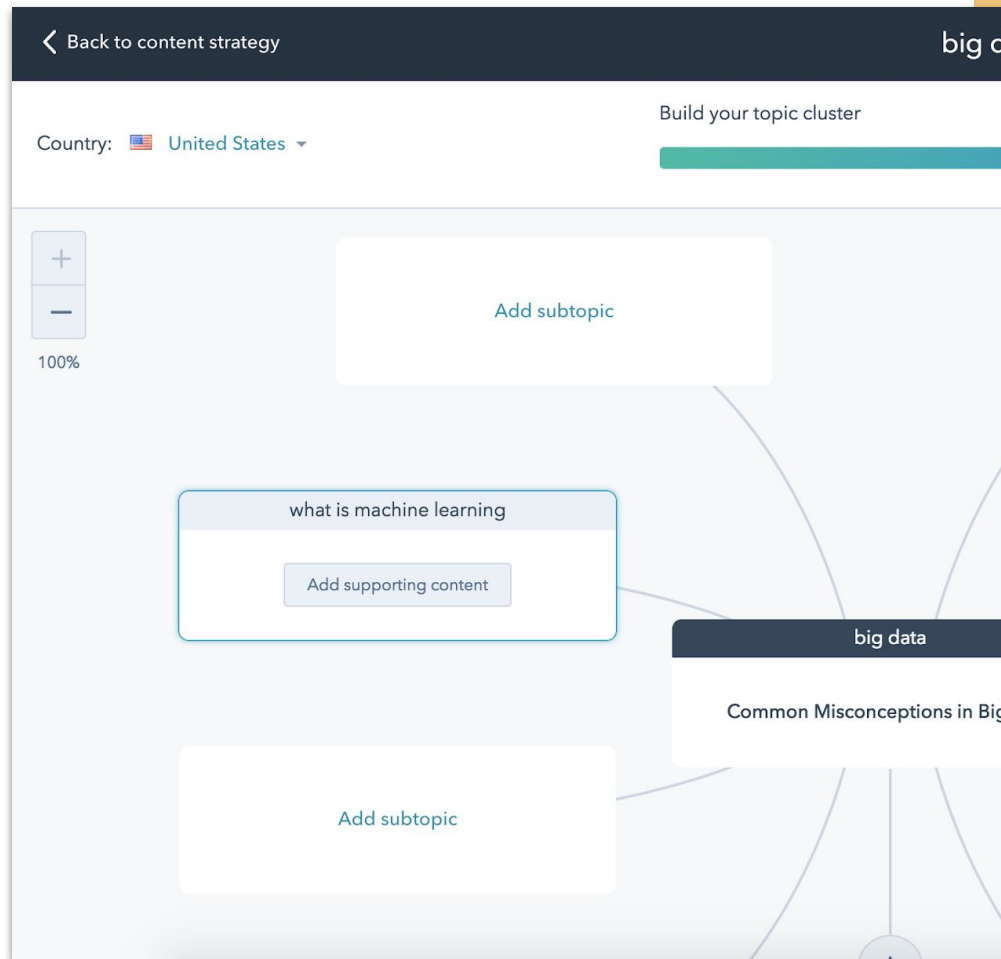 Back to content strategy
big
Build your topic cluster
Country: United States
+
−
100%
Add subtopic
what is machine learning
Add supporting content
big data
Common Misconceptions in
Add subtopic